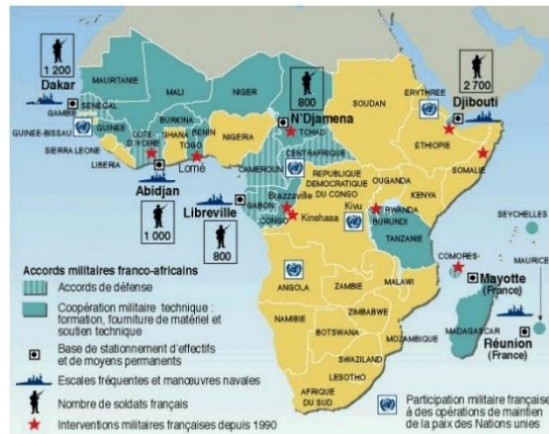 1 200
Dakar
MAURITANIE
MALI
NIGER
800
N'Djamena
TCHAD
SOUDAN
ÉRYTHREE
2 700
Djibouti
SÉNÉGAL
GAMBIE
GUINEE-BISSAU
GUINEE
SIERRA LEONE
LIBERIA
COTE
D'IVOIRE
BURKINA
GHANA
TOGO
BÉNIN
NIGERIA
Lomé
Abidjan
1 000
CAMEROUN
CENTRAFRIQUE
ÉTHIOPIE
SOMALIE
Libreville
800
GABON
CONGO
Brazzaville
Kinshasa
REPUBLIQUE
DEMOCRATIQUE
DU CONGO
Kivu
OUGANDA
KENYA
RWANDA
BURUNDI
TANZANIE
SEYCHELLES
COMORES
MAURICE
Mayotte
(France)
ANGOLA
ZAMBIE
MALAWI
NAMIBIE
ZIMBABWE
BOTSWANA
MOZAMBIQUE
MADAGASCAR
Réunion
(France)
SWAZILAND
LESOTHO
AFRIQUE
DU SUD
Accords militaires franco-africains
Accords de défense
Coopération militaire technique :
formation, fourniture de matériel et
soutien technique
Base de stationnement d'effectifs
et de moyens permanents
Escales fréquentes et manœuvres navales
Nombre de soldats français
Interventions militaires françaises depuis 1990
Participation militaire française
à des opérations de maintien
de la paix des Nations unies